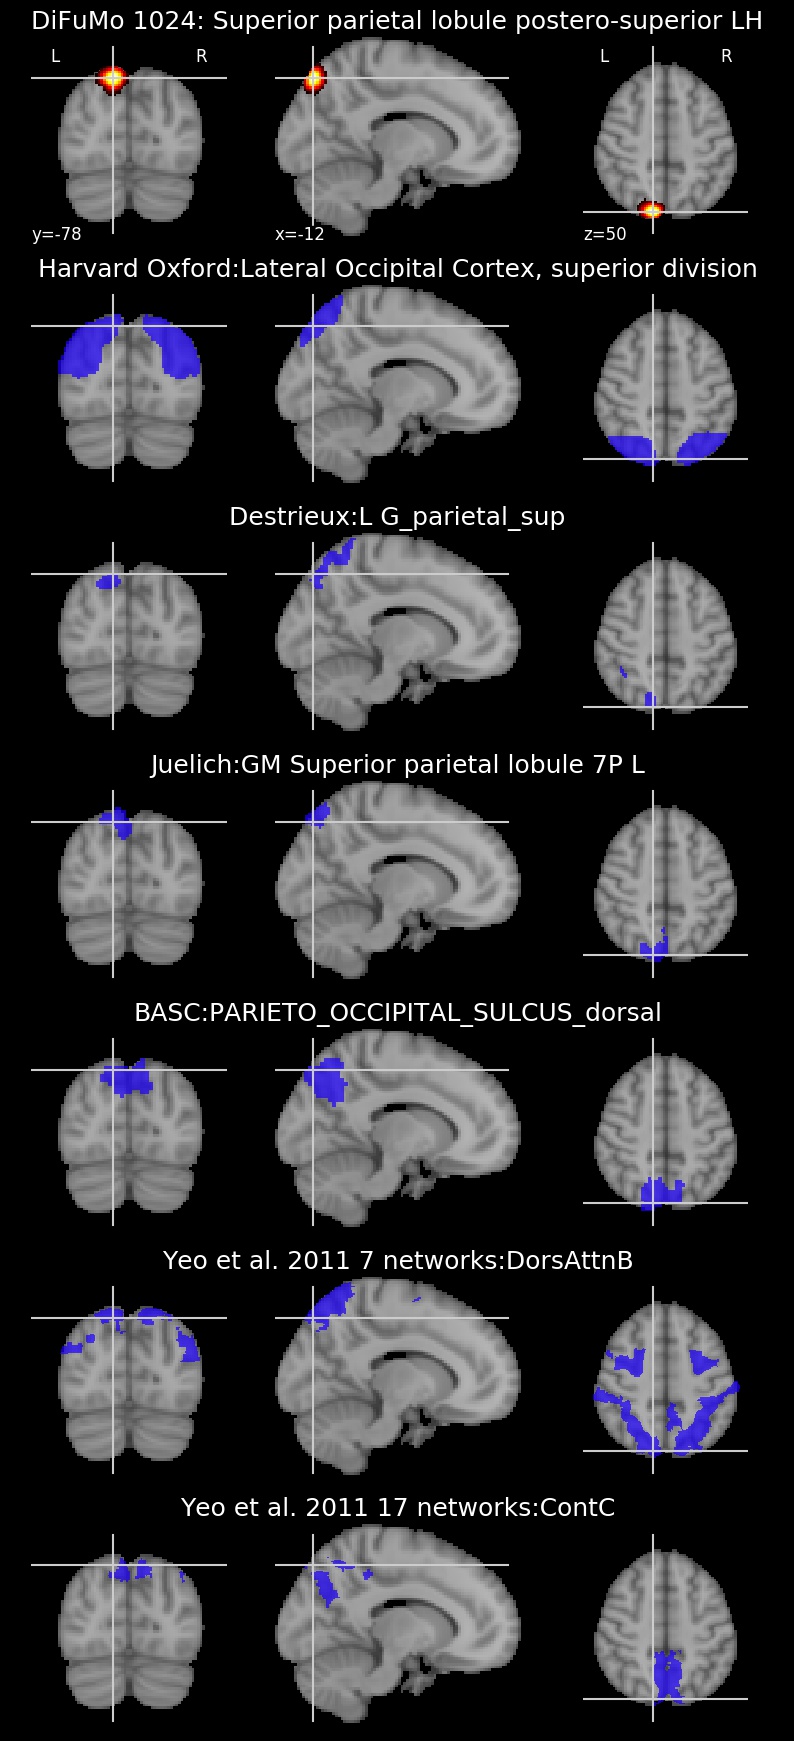 DiFuMo 1024: Superior parietal lobule postero-superior LH
L R L R
y=-78 x=-12 z=50
Harvard Oxford:Lateral Occipital Cortex, superior division
Destrieux:L G_parietal_sup
Juelich:GM Superior parietal lobule 7P L
BASC:PARIETO_OCCIPITAL_SULCUS_dorsal
Yeo et al. 2011 7 networks:DorsAttnB
Yeo et al. 2011 17 networks:ContC